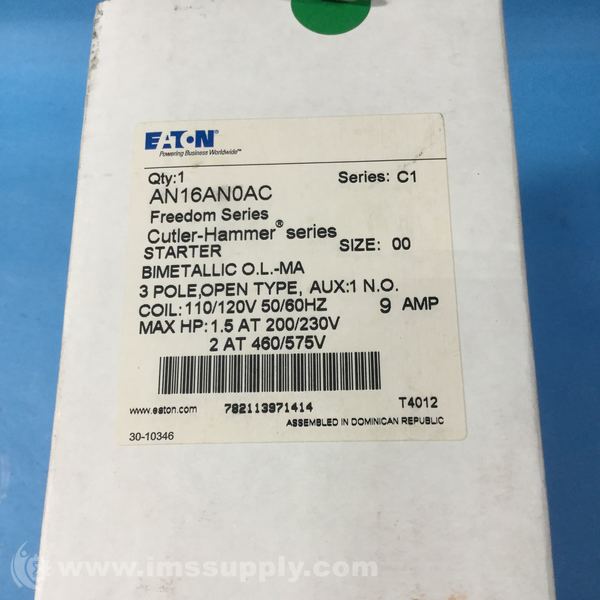 EATON®
Powering Business Worldwide™
Qty:1 Series: C1
AN16AN0AC
Freedom Series
Cutler-Hammer® series
STARTER SIZE: 00
BIMETALLIC O.L.-MA
3 POLE,OPEN TYPE, AUX:1 N.O.
COIL:110/120V 50/60HZ 9 AMP
MAX HP:1.5 AT 200/230V
2 AT 460/575V
www.eaton.com 782113971414 T4012
ASSEMBLED IN DOMINICAN REPUBLIC
30-10346
www.imssupply.com